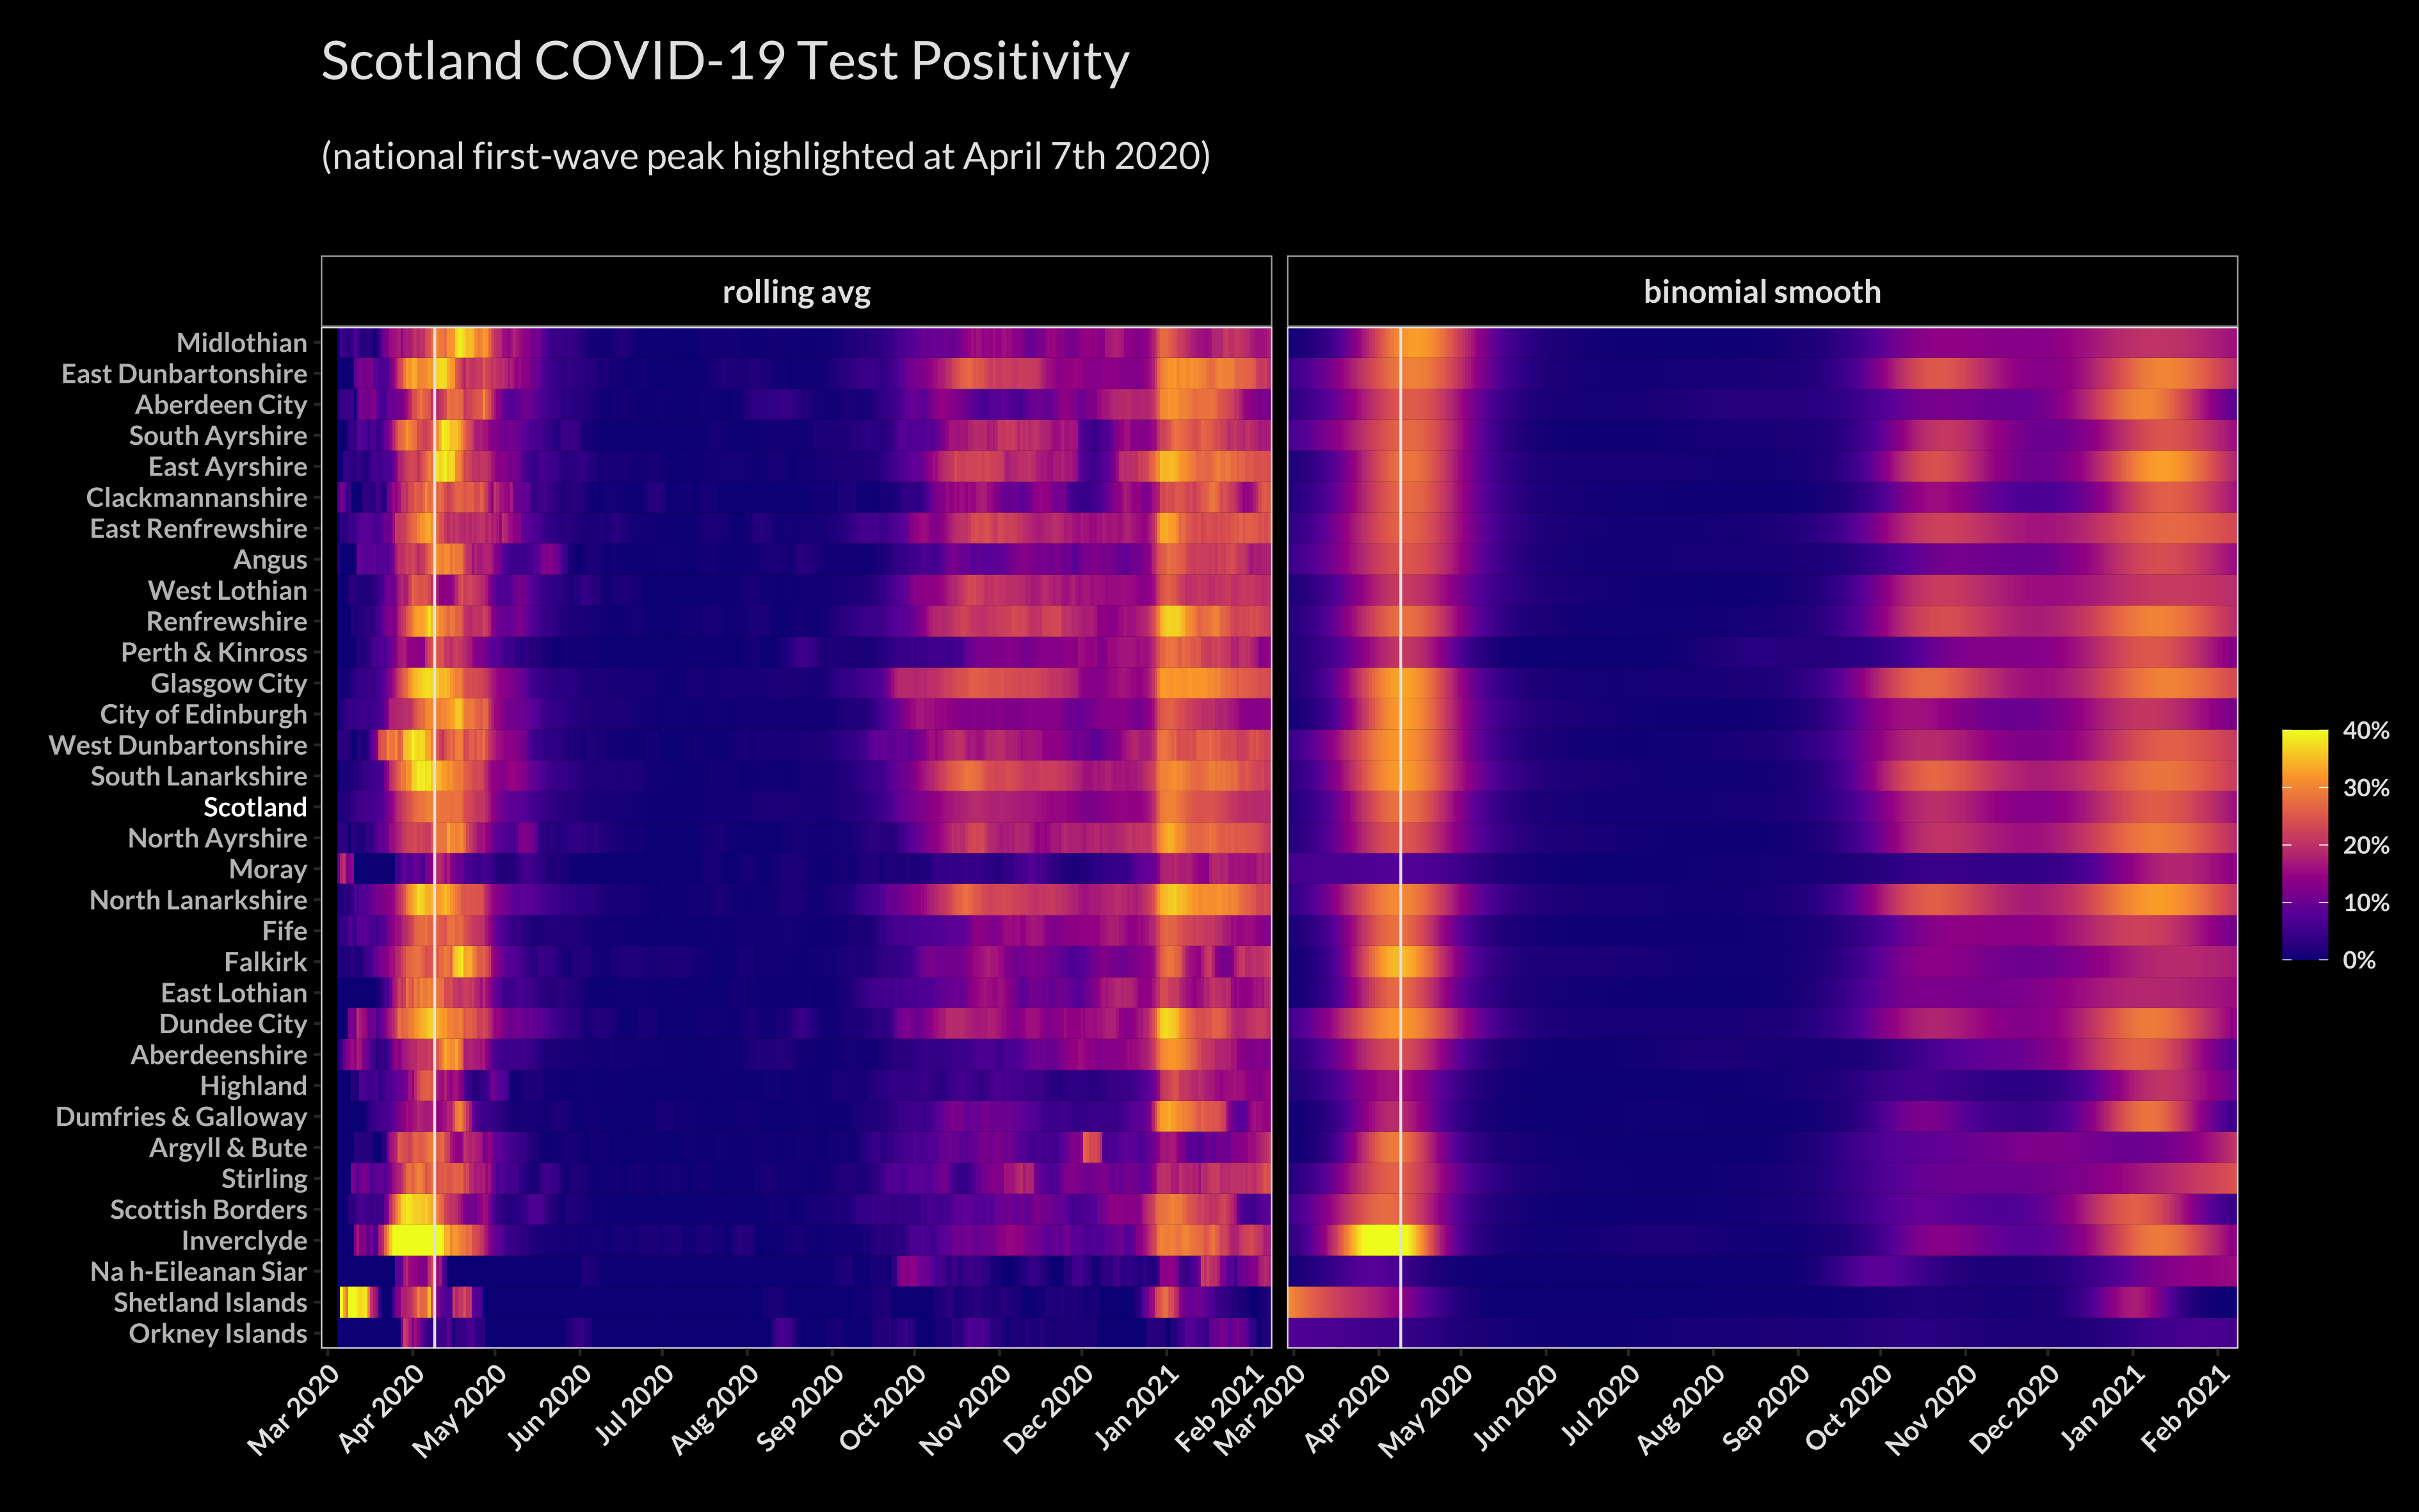 Scotland COVID-19 Test Positivity
(national first-wave peak highlighted at April 7th 2020)
rolling avg
binomial smooth
Midlothian
East Dunbartonshire
Aberdeen City
South Ayrshire
East Ayrshire
Clackmannanshire
East Renfrewshire
Angus
West Lothian
Renfrewshire
Perth & Kinross
Glasgow City
City of Edinburgh
West Dunbartonshire
South Lanarkshire
Scotland
North Ayrshire
Moray
North Lanarkshire
Fife
Falkirk
East Lothian
Dundee City
Aberdeenshire
Highland
Dumfries & Galloway
Argyll & Bute
Stirling
Scottish Borders
Inverclyde
Na h-Eileanan Siar
Shetland Islands
Orkney Islands
Mar 2020
Apr 2020
May 2020
Jun 2020
Jul 2020
Aug 2020
Sep 2020
Oct 2020
Nov 2020
Dec 2020
Jan 2021
Feb 2021
Mar 2020
Apr 2020
May 2020
Jun 2020
Jul 2020
Aug 2020
Sep 2020
Oct 2020
Nov 2020
Dec 2020
Jan 2021
Feb 2021
40%
30%
20%
10%
0%